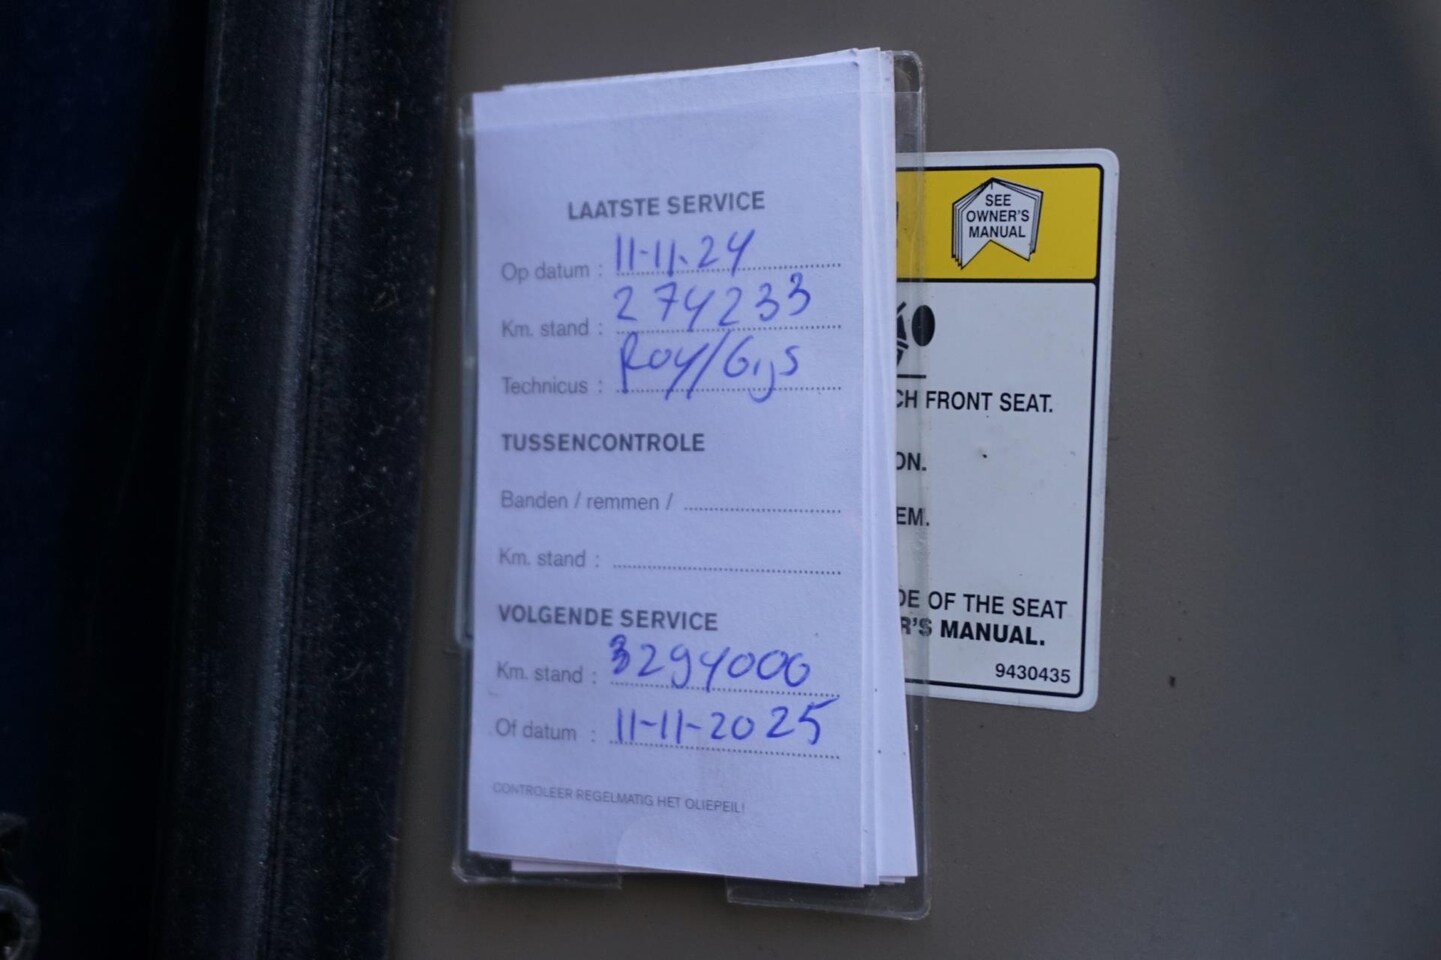 LAATSTE SERVICE
Op datum : 11-11-24
Km. stand : 274233
Technicus : Roy/Gijs
TUSSENCONTROLE
Banden / remmen /
Km. stand :
VOLGENDE SERVICE
Km. stand : 294000
Of datum : 11-11-2025
CONTROLEER REGELMATIG HET OLIEPEIL!
SEE
OWNER'S
MANUAL
CH FRONT SEAT.
ON.
EM.
DE OF THE SEAT
R'S MANUAL.
9430435